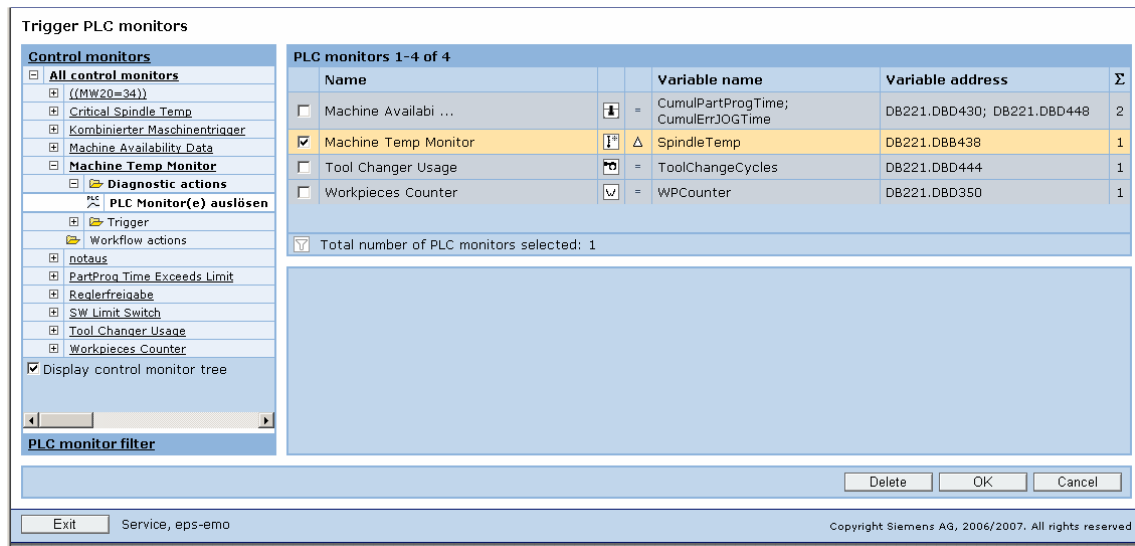 Trigger PLC monitors
Control monitors
All control monitors
((MW20=34))
Critical Spindle Temp
Kombinierter Maschinentrigger
Machine Availability Data
Machine Temp Monitor
Diagnostic actions
PLC Monitor(e) auslösen
Trigger
Workflow actions
notaus
PartProg Time Exceeds Limit
Reglerfreigabe
SW Limit Switch
Tool Changer Usage
Workpieces Counter
Display control monitor tree
PLC monitor filter
PLC monitors 1-4 of 4
Name Variable name Variable address Σ
Machine Availabi ... = CumulPartProgTime; CumulErrJOGTime DB221.DBD430; DB221.DBD448 2
Machine Temp Monitor Δ SpindleTemp DB221.DBB438 1
Tool Changer Usage = ToolChangeCycles DB221.DBD444 1
Workpieces Counter = WPCounter DB221.DBD350 1
Total number of PLC monitors selected: 1
Delete OK Cancel
Exit Service, eps-emo Copyright Siemens AG, 2006/2007. All rights reserved